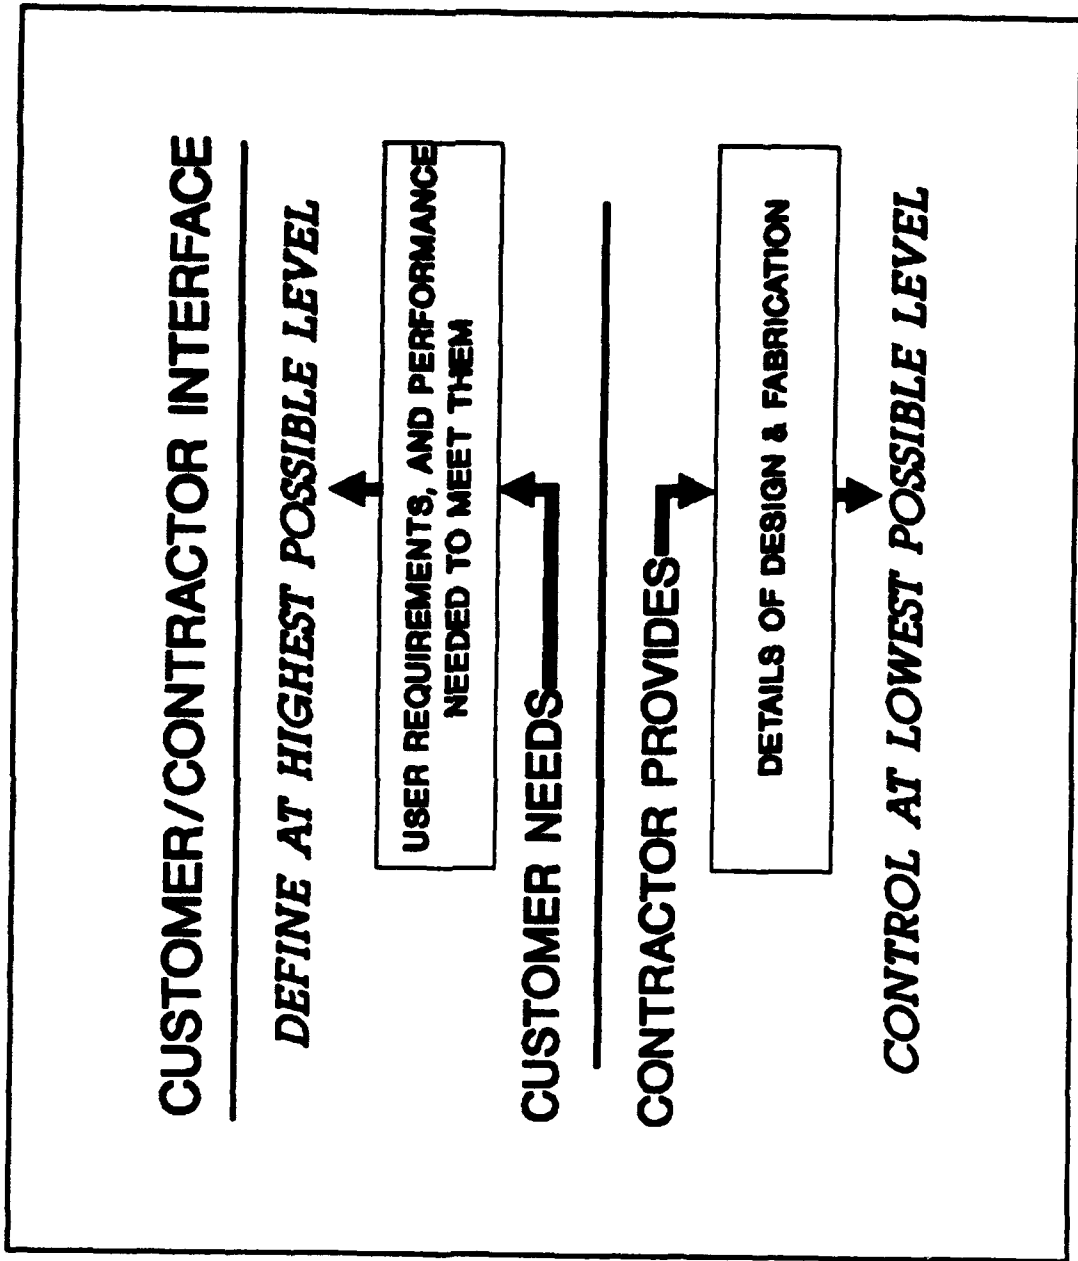 CUSTOMER/CONTRACTOR INTERFACE
DEFINE AT HIGHEST POSSIBLE LEVEL
USER REQUIREMENTS, AND PERFORMANCE
NEEDED TO MEET THEM
CUSTOMER NEEDS
CONTRACTOR PROVIDES
DETAILS OF DESIGN & FABRICATION
CONTROL AT LOWEST POSSIBLE LEVEL